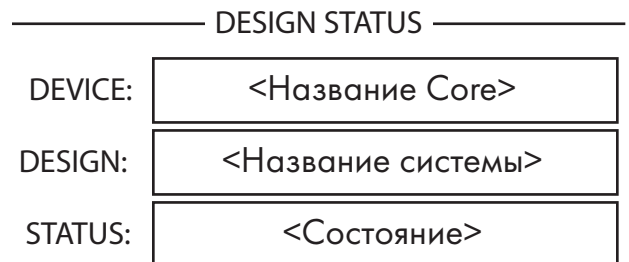 DESIGN STATUS
DEVICE: <Название Core>
DESIGN: <Название системы>
STATUS: <Состояние>